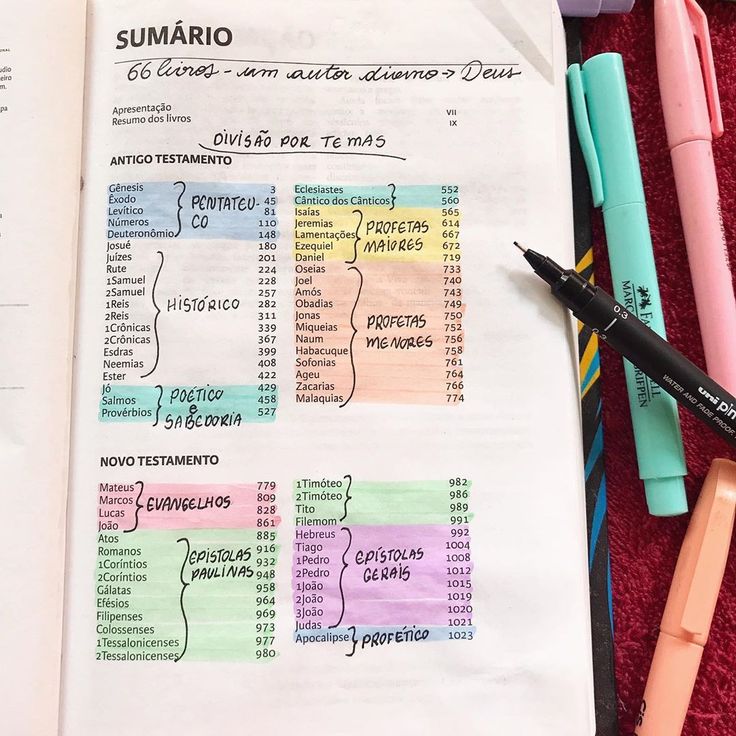 SUMÁRIO
66 livros - um autor divino → Deus
Apresentação VII
Resumo dos livros IX
DIVISÃO POR TEMAS
ANTIGO TESTAMENTO
Gênesis 3
Êxodo 45
Levítico 81
Números 110
Deuteronômio 148
PENTATEU-
CO
Josué 180
Juízes 201
Rute 224
1Samuel 228
2Samuel 257
1Reis 282
2Reis 311
1Crônicas 339
2Crônicas 367
Esdras 399
Neemias 408
Ester 422
HISTÓRICO
Jó 429
Salmos 458
Provérbios 527
POÉTICO
e
SABEDORIA
Eclesiastes 552
Cântico dos Cânticos 560
Isaías 565
Jeremias 614
Lamentações 667
Ezequiel 672
Daniel 719
PROFETAS
MAIORES
Oseias 733
Joel 740
Amós 743
Obadias 749
Jonas 750
Miqueias 752
Naum 756
Habacuque 758
Sofonias 761
Ageu 764
Zacarias 766
Malaquias 774
PROFETAS
MENORES
NOVO TESTAMENTO
Mateus 779
Marcos 809
Lucas 828
João 861
EVANGELHOS
Atos 885
Romanos 916
1Coríntios 932
2Coríntios 948
Gálatas 958
Efésios 964
Filipenses 969
Colossenses 973
1Tessalonicenses 977
2Tessalonicenses 980
EPÍSTOLAS
PAULINAS
1Timóteo 982
2Timóteo 986
Tito 989
Filemom 991
Hebreus 992
Tiago 1004
1Pedro 1008
2Pedro 1012
1João 1015
2João 1019
3João 1020
Judas 1021
EPÍSTOLAS
GERAIS
Apocalipse 1023
PROFÉTICO
0.3
uni pin
WATER AND FADE PROOF